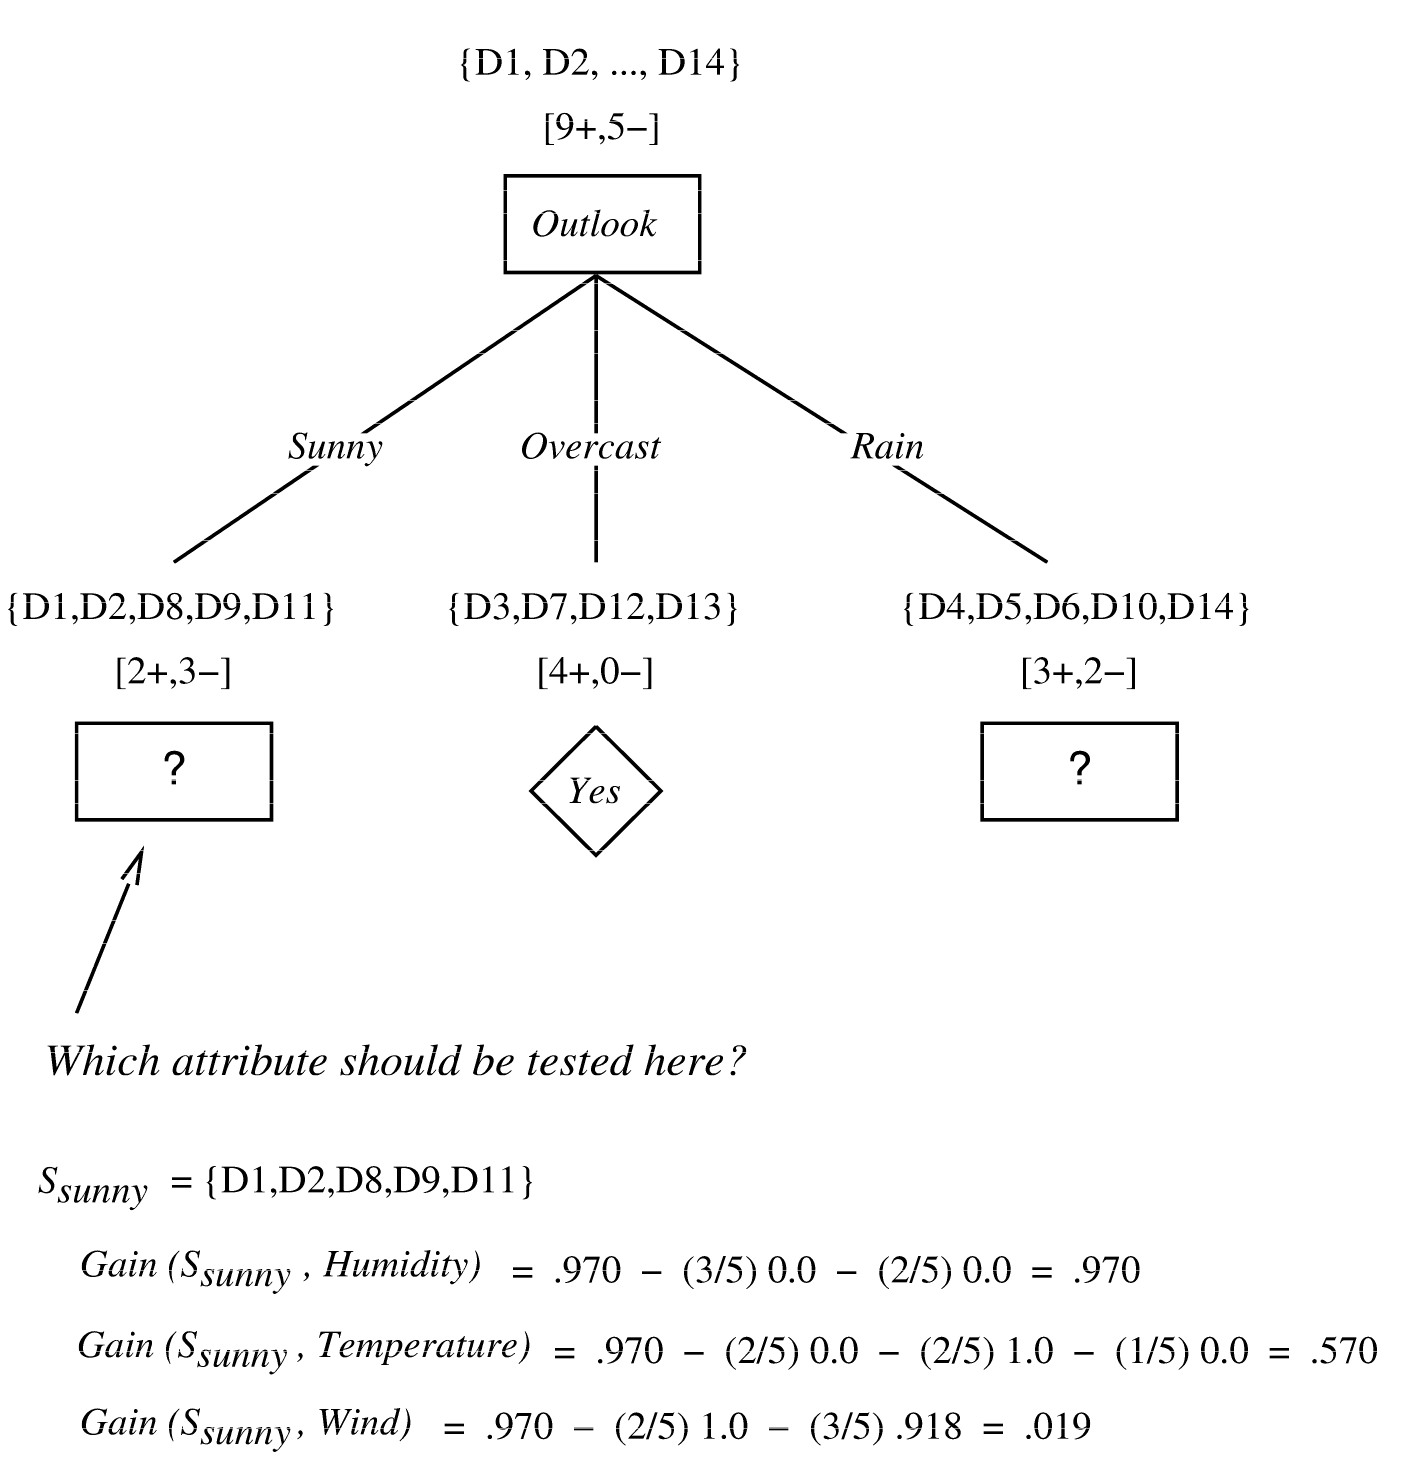 {D1, D2, ..., D14}
[9+,5−]
Outlook
Sunny Overcast Rain
{D1,D2,D8,D9,D11} {D3,D7,D12,D13} {D4,D5,D6,D10,D14}
[2+,3−] [4+,0−] [3+,2−]
? Yes ?
Which attribute should be tested here?
S sunny = {D1,D2,D8,D9,D11}
Gain (S sunny , Humidity) = .970 − (3/5) 0.0 − (2/5) 0.0 = .970
Gain (S sunny , Temperature) = .970 − (2/5) 0.0 − (2/5) 1.0 − (1/5) 0.0 = .570
Gain (S sunny , Wind) = .970 − (2/5) 1.0 − (3/5) .918 = .019